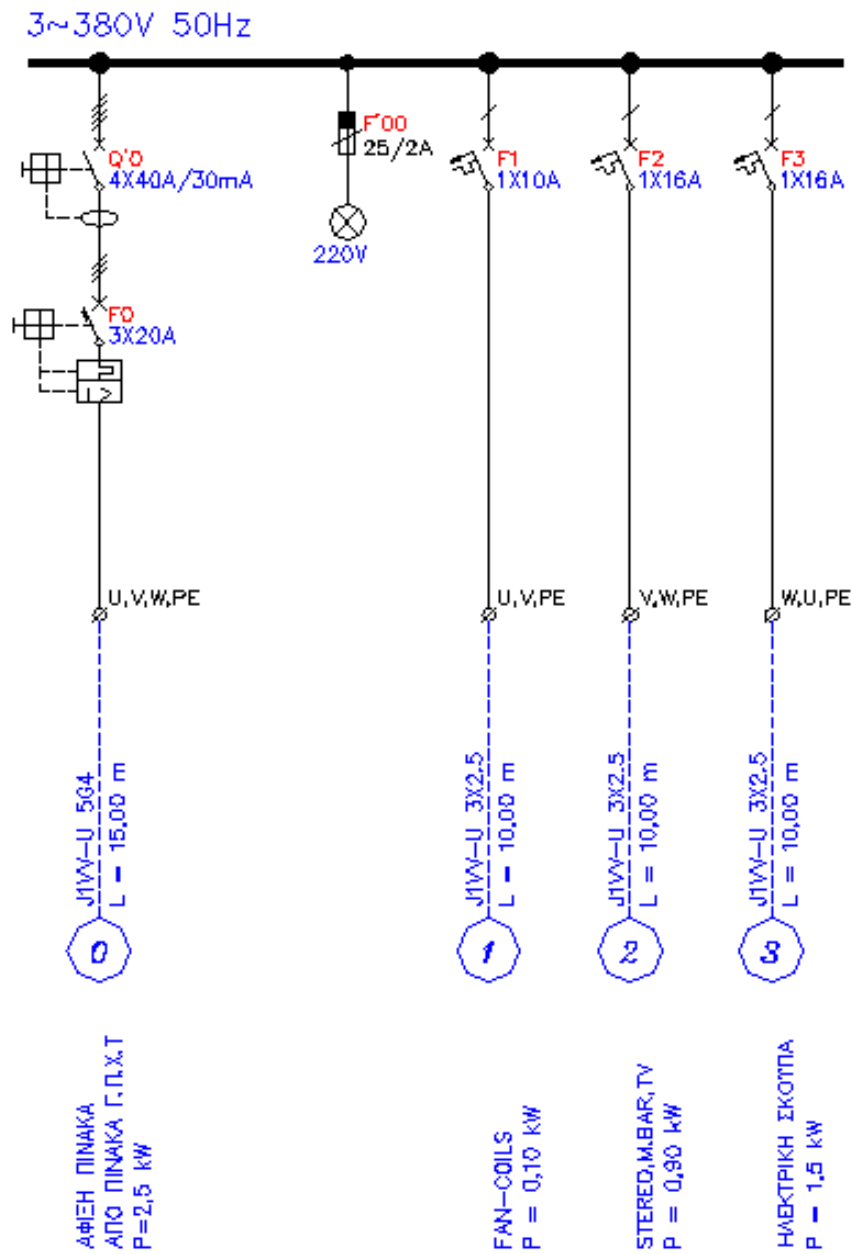 3~380V 50Hz
Q'0
4X40A/30mA
F'00
25/2A
220V
F1
1X10A
F2
1X16A
F3
1X16A
F0
3X20A
I>
U,V,W,PE
U,V,PE
V,W,PE
W,U,PE
J1VV-U 5G4
L = 15,00 m
J1VV-U 3X2.5
L = 10,00 m
J1VV-U 3X2.5
L = 10,00 m
J1VV-U 3X2.5
L = 10,00 m
0
1
2
3
ΑΦΙΞΗ ΠΙΝΑΚΑ
ΑΠΟ ΠΙΝΑΚΑ Γ.Π.Χ.Τ
P=2,5 kW
FAN-COILS
P = 0,10 kW
STEREO,M.BAR,TV
P = 0,90 kW
ΗΛΕΚΤΡΙΚΗ ΣΚΟΥΠΑ
P = 1,5 kW